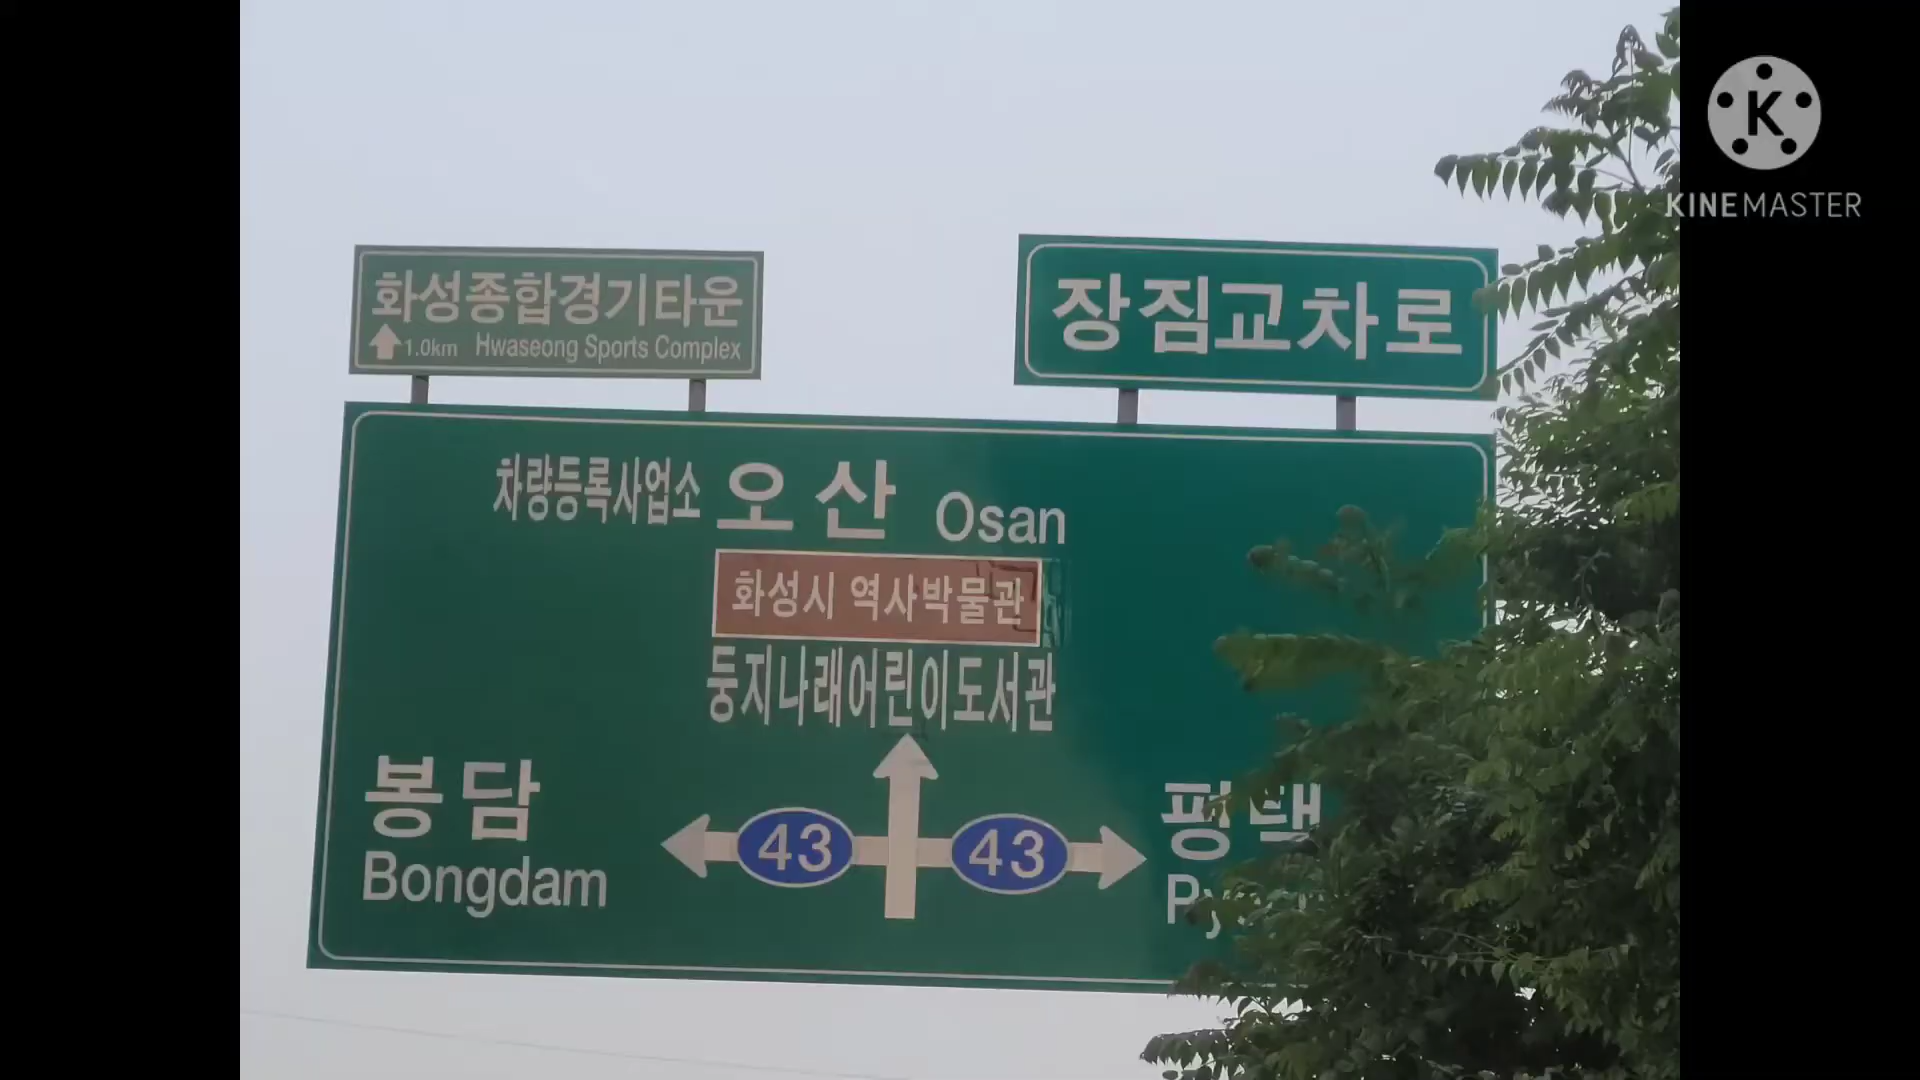 화성종합경기타운
1.0km Hwaseong Sports Complex
장짐교차로
차량등록사업소 오산 Osan
화성시 역사박물관
둥지나래어린이도서관
봉담
Bongdam
43
43
평택
K
KINEMASTER